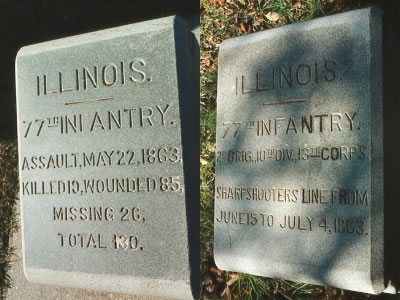 ILLINOIS.
77TH INFANTRY.
ASSAULT, MAY 22, 1863,
KILLED 19, WOUNDED 85,
MISSING 26,
TOTAL 130.
ILLINOIS.
77TH INFANTRY.
2D BRIG. 10TH DIV. 13TH CORPS.
SHARPSHOOTERS LINE FROM
JUNE 15 TO JULY 4, 1863.